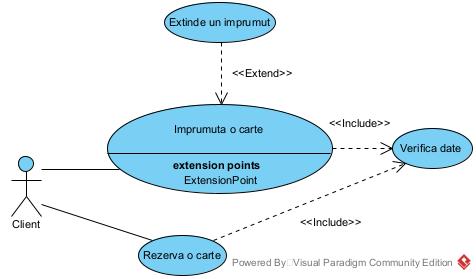 Extinde un imprumut
<<Extend>>
Imprumuta o carte
<<Include>>
Verifica date
extension points
ExtensionPoint
Client
<<Include>>
Rezerva o carte
Powered By Visual Paradigm Community Edition